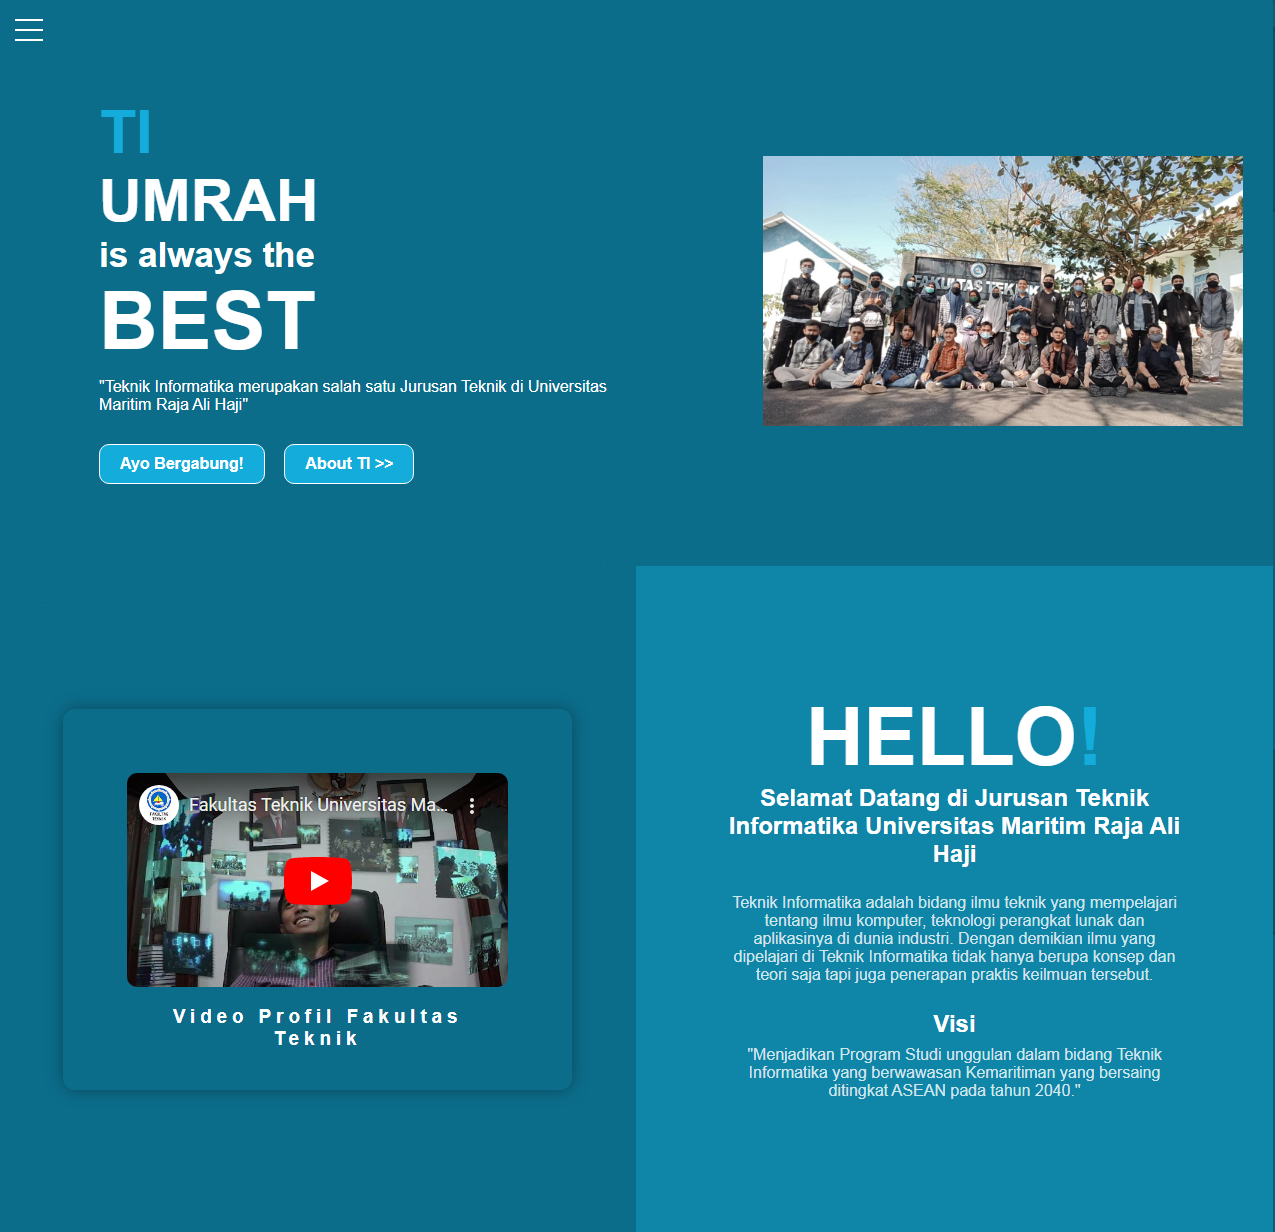 TI
UMRAH
is always the
BEST
"Teknik Informatika merupakan salah satu Jurusan Teknik di Universitas
Maritim Raja Ali Haji"
Ayo Bergabung!
About TI >>
FAKULTAS TEKNIK
FAKULTAS
TEKNIK
Fakultas Teknik Universitas Ma...
Video Profil Fakultas
Teknik
HELLO!
Selamat Datang di Jurusan Teknik
Informatika Universitas Maritim Raja Ali
Haji
Teknik Informatika adalah bidang ilmu teknik yang mempelajari
tentang ilmu komputer, teknologi perangkat lunak dan
aplikasinya di dunia industri. Dengan demikian ilmu yang
dipelajari di Teknik Informatika tidak hanya berupa konsep dan
teori saja tapi juga penerapan praktis keilmuan tersebut.
Visi
"Menjadikan Program Studi unggulan dalam bidang Teknik
Informatika yang berwawasan Kemaritiman yang bersaing
ditingkat ASEAN pada tahun 2040."